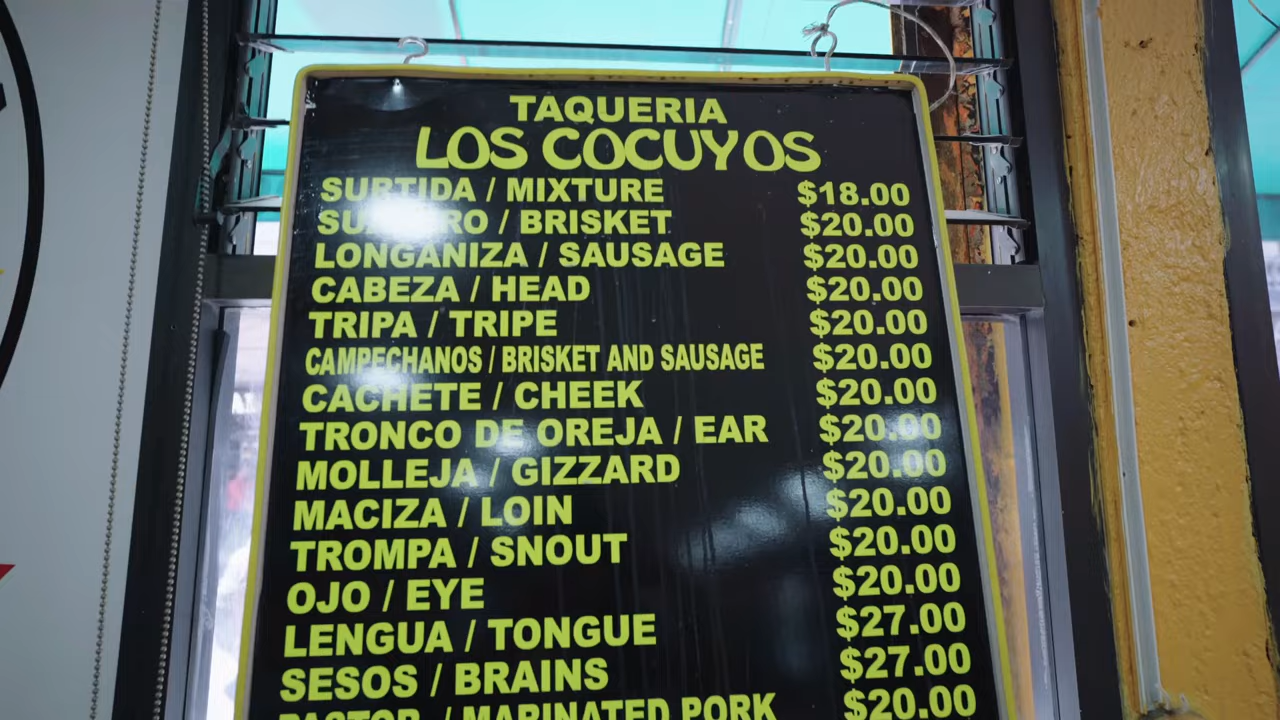 TAQUERIA
LOS COCUYOS
SURTIDA / MIXTURE $18.00
/ BRISKET $20.00
LONGANIZA / SAUSAGE $20.00
CABEZA / HEAD $20.00
TRIPA / TRIPE $20.00
CAMPECHANOS / BRISKET AND SAUSAGE $20.00
CACHETE / CHEEK $20.00
TRONCO DE OREJA / EAR $20.00
MOLLEJA / GIZZARD $20.00
MACIZA / LOIN $20.00
TROMPA / SNOUT $20.00
OJO / EYE $20.00
LENGUA / TONGUE $27.00
SESOS / BRAINS $27.00
PASTOR / MARINATED PORK $20.00